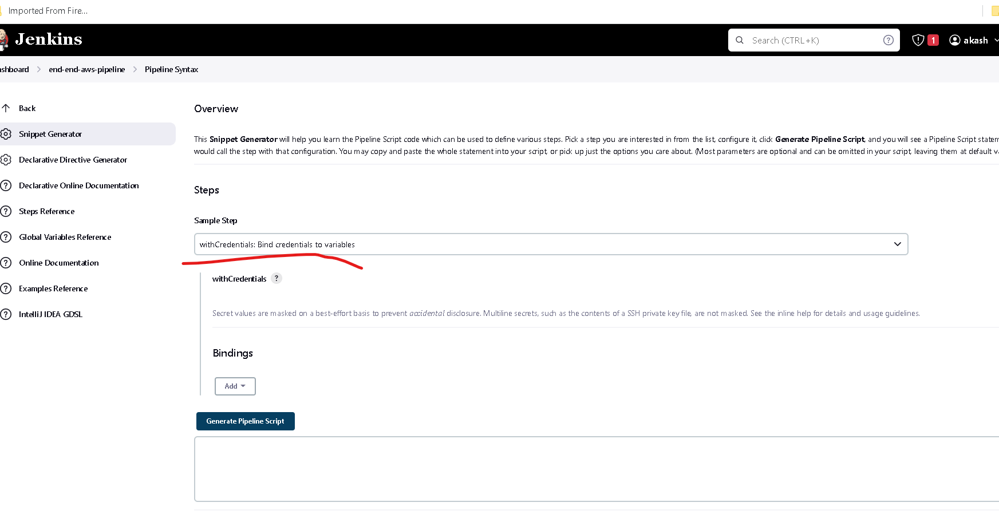 Imported From Fire...
Jenkins
Search (CTRL+K)
?
1
akash
shboard
end-end-aws-pipeline
Pipeline Syntax
Back
Snippet Generator
Declarative Directive Generator
Declarative Online Documentation
Steps Reference
Global Variables Reference
Online Documentation
Examples Reference
IntelliJ IDEA GDSL
Overview
This Snippet Generator will help you learn the Pipeline Script code which can be used to define various steps. Pick a step you are interested in from the list, configure it, click Generate Pipeline Script, and you will see a Pipeline Script statem
would call the step with that configuration. You may copy and paste the whole statement into your script, or pick up just the options you care about. (Most parameters are optional and can be omitted in your script, leaving them at default v
Steps
Sample Step
withCredentials: Bind credentials to variables
withCredentials ?
Secret values are masked on a best-effort basis to prevent accidental disclosure. Multiline secrets, such as the contents of a SSH private key file, are not masked. See the inline help for details and usage guidelines.
Bindings
Add
Generate Pipeline Script